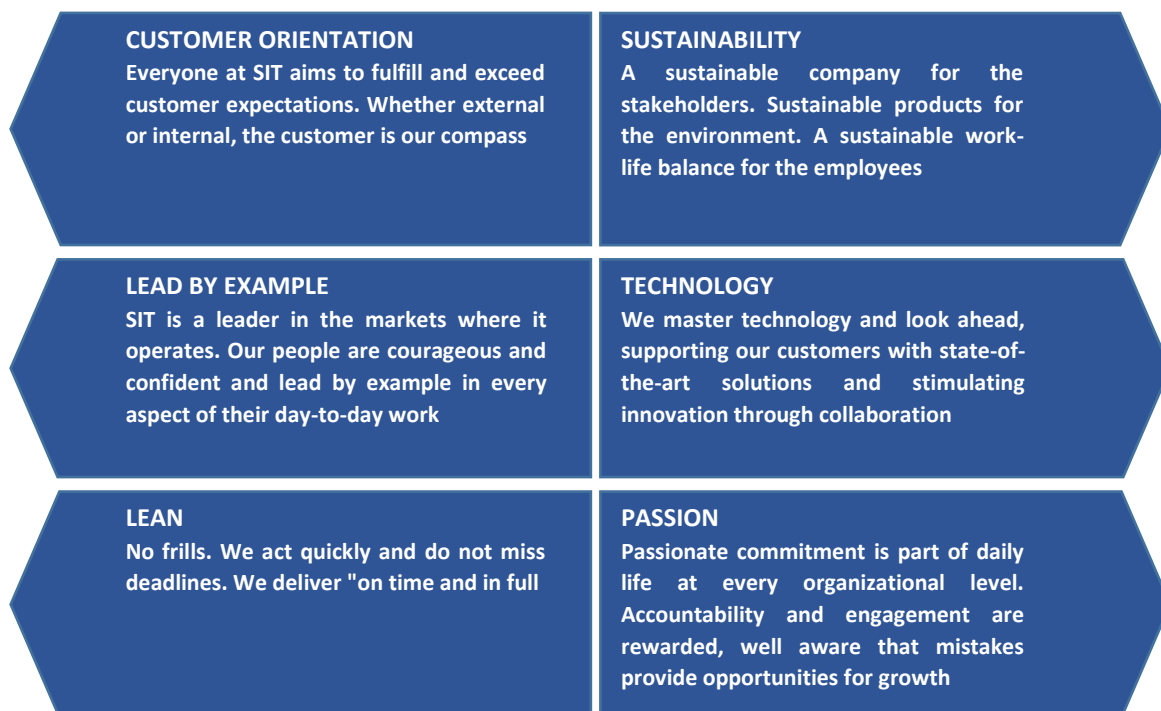 CUSTOMER ORIENTATION
Everyone at SIT aims to fulfill and exceed
customer expectations. Whether external
or internal, the customer is our compass
SUSTAINABILITY
A sustainable company for the
stakeholders. Sustainable products for
the environment. A sustainable work-
life balance for the employees
LEAD BY EXAMPLE
SIT is a leader in the markets where it
operates. Our people are courageous and
confident and lead by example in every
aspect of their day-to-day work
TECHNOLOGY
We master technology and look ahead,
supporting our customers with state-of-
the-art solutions and stimulating
innovation through collaboration
LEAN
No frills. We act quickly and do not miss
deadlines. We deliver "on time and in full
PASSION
Passionate commitment is part of daily
life at every organizational level.
Accountability and engagement are
rewarded, well aware that mistakes
provide opportunities for growth